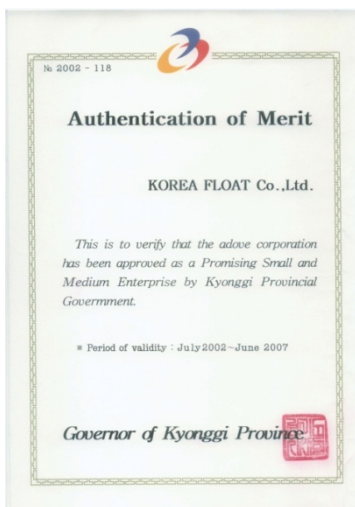 № 2002 - 118
Authentication of Merit
KOREA FLOAT Co.,Ltd.
This is to verify that the adove corporation
has been approved as a Promising Small and
Medium Enterprise by Kyonggi Provincial
Govermment.
※ Period of validity : July 2002~June 2007
Governor of Kyonggi Province